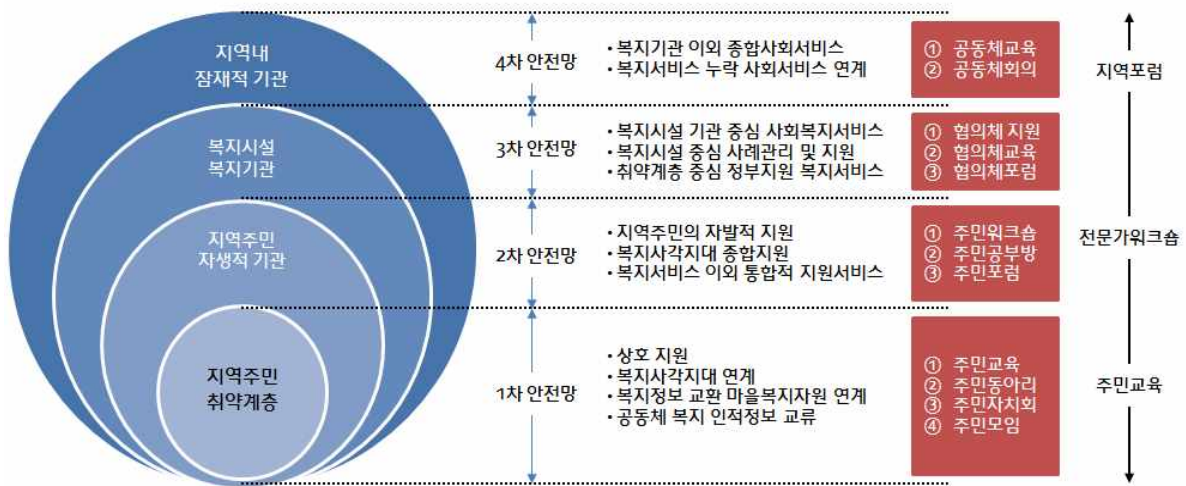 지역내
잠재적 기관
복지시설
복지기관
지역주민
자생적 기관
지역주민
취약계층
4차 안전망
• 복지기관 이외 종합사회서비스
• 복지서비스 누락 사회서비스 연계
① 공동체교육
② 공동체회의
3차 안전망
• 복지시설 기관 중심 사회복지서비스
• 복지시설 중심 사례관리 및 지원
• 취약계층 중심 정부지원 복지서비스
① 협의체 지원
② 협의체교육
③ 협의체포럼
2차 안전망
• 지역주민의 자발적 지원
• 복지사각지대 종합지원
• 복지서비스 이외 통합적 지원서비스
① 주민워크숍
② 주민공부방
③ 주민포럼
1차 안전망
• 상호 지원
• 복지사각지대 연계
• 복지정보 교환 마을복지자원 연계
• 공동체 복지 인적정보 교류
① 주민교육
② 주민동아리
③ 주민자치회
④ 주민모임
지역포럼
전문가워크숍
주민교육